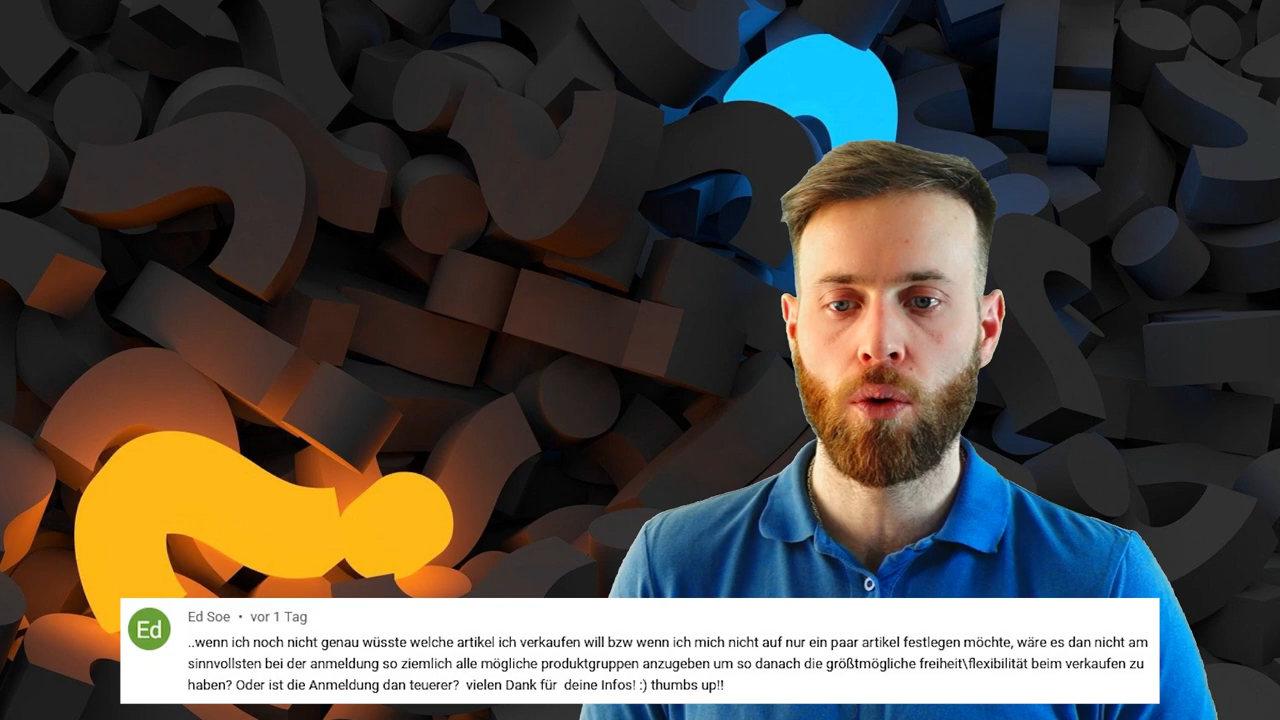 Ed
Ed Soe • vor 1 Tag
..wenn ich noch nicht genau wüsste welche artikel ich verkaufen will bzw wenn ich mich nicht auf nur ein paar artikel festlegen möchte, wäre es dan nicht am
sinnvollsten bei der anmeldung so ziemlich alle mögliche produktgruppen anzugeben um so danach die größtmögliche freiheit\flexibilität beim verkaufen zu
haben? Oder ist die Anmeldung dan teuerer? vielen Dank für deine Infos! :) thumbs up!!